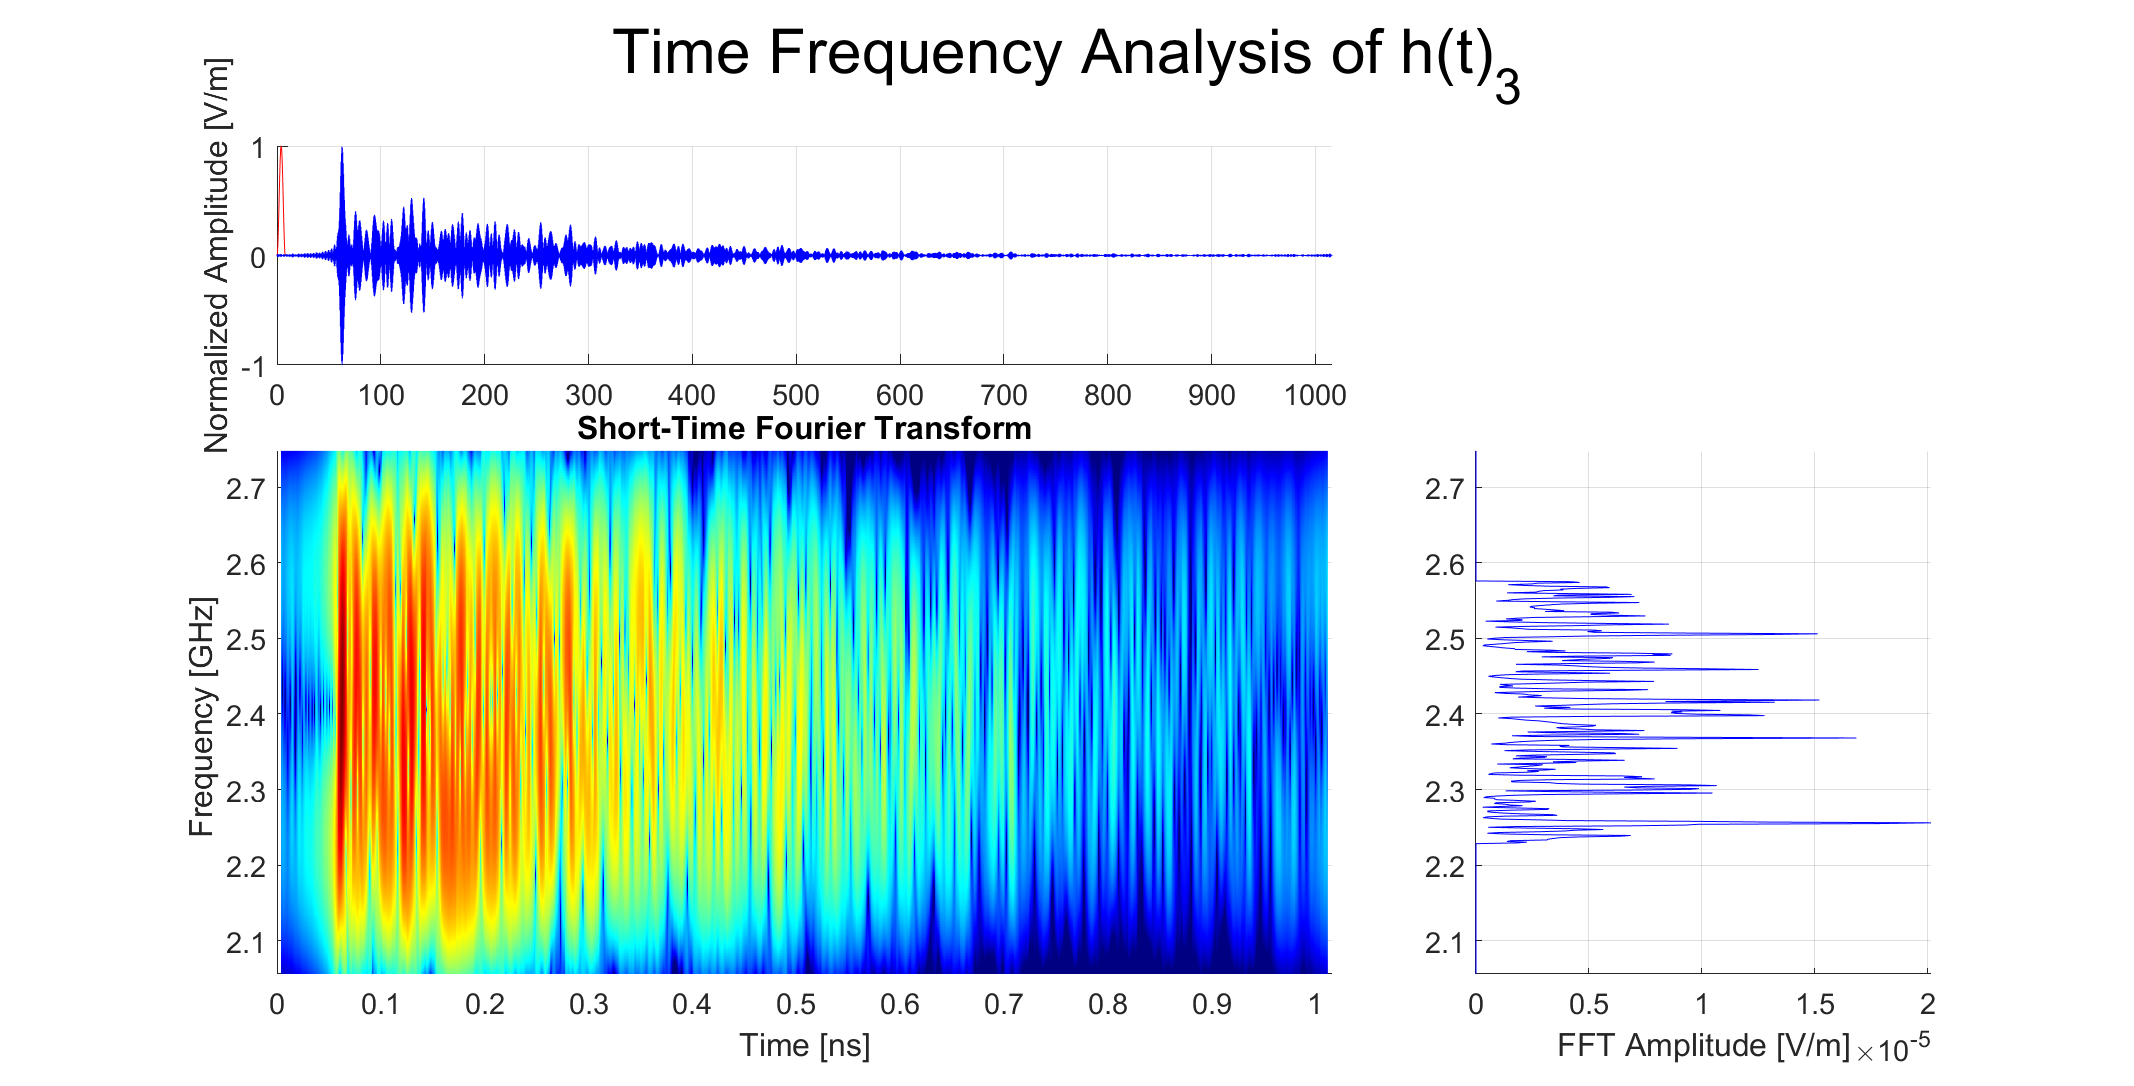 Time Frequency Analysis of h(t)₃
Normalized Amplitude [V/m]
1
0
-1
0 100 200 300 400 500 600 700 800 900 1000
Short-Time Fourier Transform
Frequency [GHz]
2.7
2.6
2.5
2.4
2.3
2.2
2.1
0 0.1 0.2 0.3 0.4 0.5 0.6 0.7 0.8 0.9 1
Time [ns]
2.7
2.6
2.5
2.4
2.3
2.2
2.1
0 0.5 1 1.5 2
FFT Amplitude [V/m] ×10⁻⁵